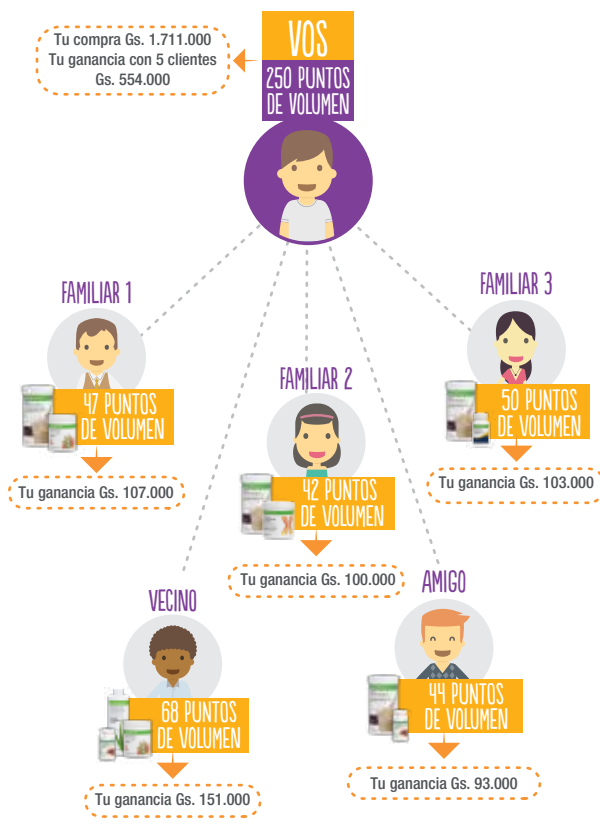 Tu compra Gs. 1.711.000
Tu ganancia con 5 clientes
Gs. 554.000
VOS
250 PUNTOS
DE VOLUMEN
FAMILIAR 1
47 PUNTOS
DE VOLUMEN
Tu ganancia Gs. 107.000
FAMILIAR 2
42 PUNTOS
DE VOLUMEN
Tu ganancia Gs. 100.000
FAMILIAR 3
50 PUNTOS
DE VOLUMEN
Tu ganancia Gs. 103.000
VECINO
68 PUNTOS
DE VOLUMEN
Tu ganancia Gs. 151.000
AMIGO
44 PUNTOS
DE VOLUMEN
Tu ganancia Gs. 93.000